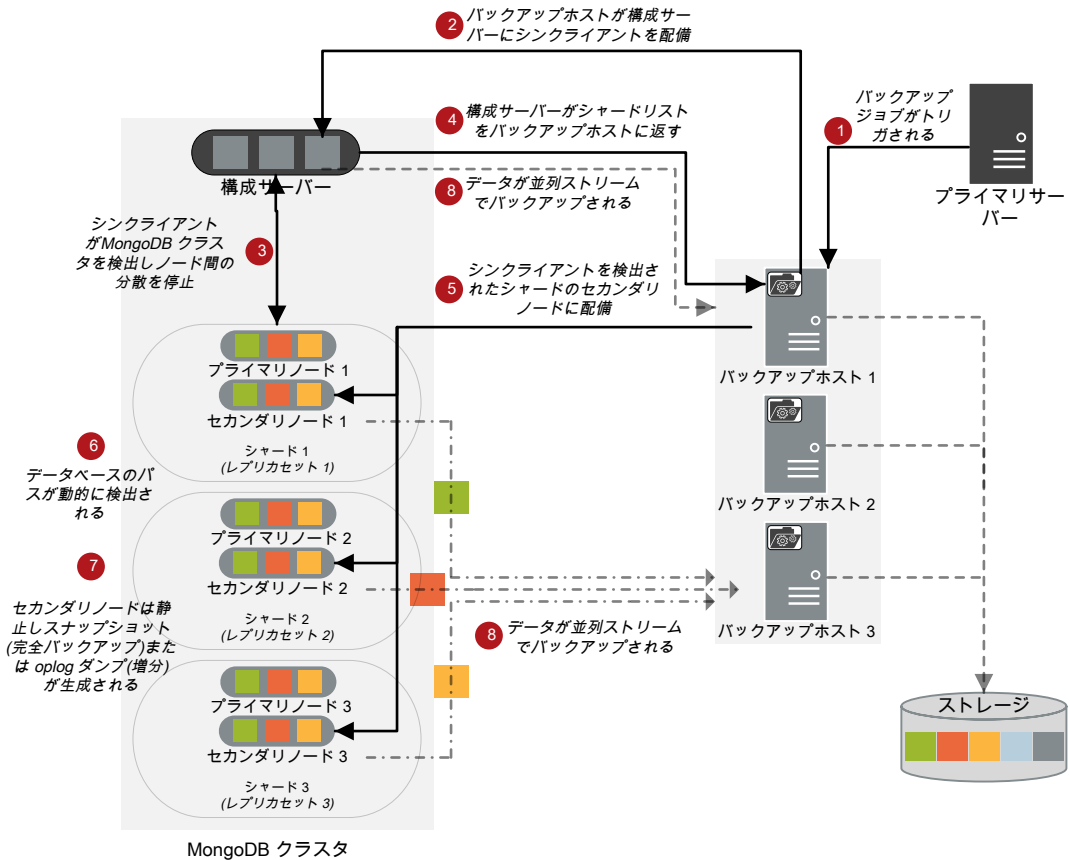 2
バックアップホストが構成サー
バーにシンクライアントを配備
4
構成サーバーがシャードリスト
をバックアップホストに返す
バックアップ
ジョブがトリ
ガされる
1
プライマリサー
バー
構成サーバー
8
データが並列ストリーム
でバックアップされる
シンクライアント
がMongoDB クラス
タを検出しノード間の
分散を停止
3
5
シンクライアントを検出さ
れたシャードのセカンダリ
ノードに配備
プライマリノード 1
セカンダリノード 1
シャード 1
(レプリカセット 1)
バックアップホスト 1
6
データベースのパ
スが動的に検出さ
れる
バックアップホスト 2
プライマリノード 2
セカンダリノード 2
シャード 2
(レプリカセット 2)
7
セカンダリノードは静
止しスナップショット
(完全バックアップ)また
は oplog ダンプ(増分)
が生成される
8
データが並列ストリーム
でバックアップされる
バックアップホスト 3
プライマリノード 3
セカンダリノード 3
シャード 3
(レプリカセット 3)
ストレージ
MongoDB クラスタ